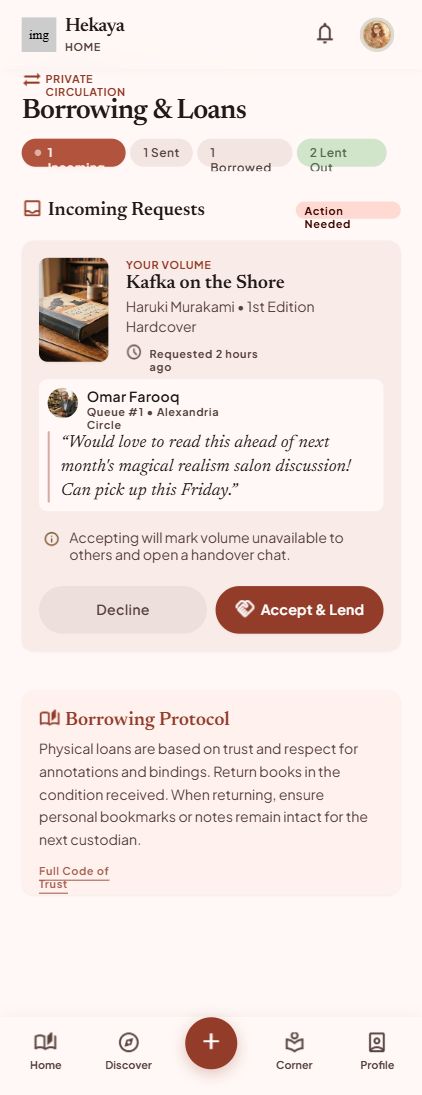 img
Hekaya
HOME
PRIVATE
CIRCULATION
Borrowing & Loans
1
Incoming
1 Sent
1
Borrowed
2 Lent
Out
Incoming Requests
Action
Needed
YOUR VOLUME
Kafka on the Shore
Haruki Murakami • 1st Edition
Hardcover
Requested 2 hours
ago
Omar Farooq
Queue #1 • Alexandria
Circle
“Would love to read this ahead of next
month's magical realism salon discussion!
Can pick up this Friday.”
Accepting will mark volume unavailable to
others and open a handover chat.
Decline
Accept & Lend
Borrowing Protocol
Physical loans are based on trust and respect for
annotations and bindings. Return books in the
condition received. When returning, ensure
personal bookmarks or notes remain intact for the
next custodian.
Full Code of
Trust
Home
Discover
+
Corner
Profile